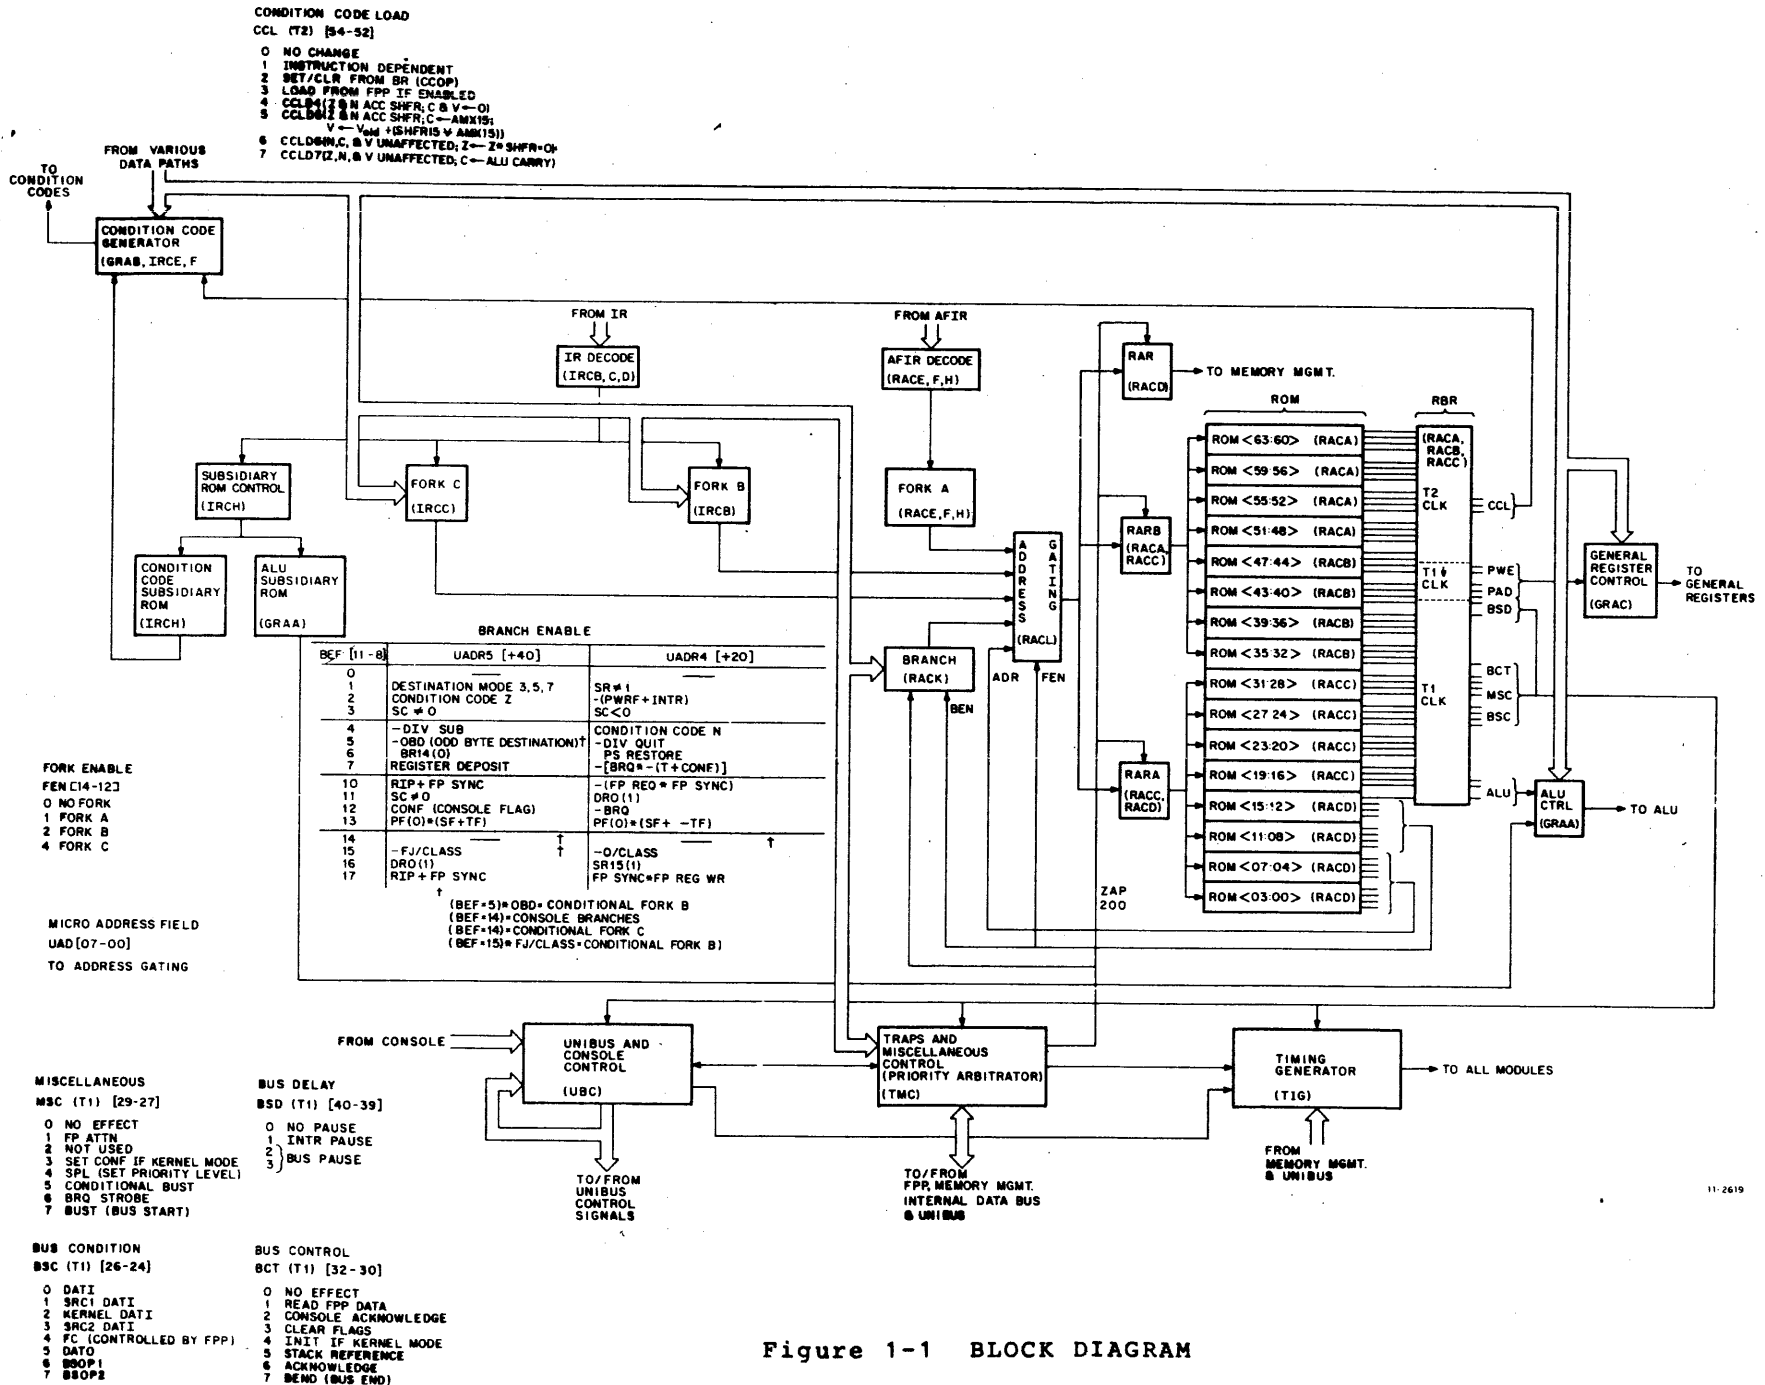 CONDITION CODE LOAD
CCL (T2) [54-52]
0 NO CHANGE
1 INSTRUCTION DEPENDENT
2 SET/CLR FROM BR (CCOP)
3 LOAD FROM FPP IF ENABLED
4 CCLD4(Z & N ACC SHFR; C & V←0)
5 CCLD5(Z & N ACC SHFR; C←AMX15;
V←Vold +(SHFR15 ⩝ AMX15))
6 CCLD6(N,C, & V UNAFFECTED; Z←Z*SHFR=0)
7 CCLD7(Z,N, & V UNAFFECTED; C←ALU CARRY)
FROM VARIOUS
DATA PATHS
TO
CONDITION
CODES
CONDITION CODE
GENERATOR
(GRAB, IRCE, F
FROM IR
IR DECODE
(IRCB, C, D)
FROM AFIR
AFIR DECODE
(RACE, F, H)
RAR
(RACD)
TO MEMORY MGMT.
SUBSIDIARY
ROM CONTROL
(IRCH)
FORK C
(IRCC)
FORK B
(IRCB)
FORK A
(RACE, F, H)
CONDITION
CODE
SUBSIDIARY
ROM
(IRCH)
ALU
SUBSIDIARY
ROM
(GRAA)
ADDRESS GATING
(RACL)
RARB
(RACA,
RACC)
BRANCH
(RACK)
ADR
FEN
BEN
RARA
(RACC,
RACD)
ZAP
200
ROM
ROM <63:60> (RACA)
ROM <59:56> (RACA)
ROM <55:52> (RACA)
ROM <51:48> (RACA)
ROM <47:44> (RACB)
ROM <43:40> (RACB)
ROM <39:36> (RACB)
ROM <35:32> (RACB)
ROM <31:28> (RACC)
ROM <27:24> (RACC)
ROM <23:20> (RACC)
ROM <19:16> (RACC)
ROM <15:12> (RACD)
ROM <11:08> (RACD)
ROM <07:04> (RACD)
ROM <03:00> (RACD)
RBR
(RACA,
RACB,
RACC)
T2
CLK
T1↓
CLK
T1
CLK
CCL
PWE
PAD
BSD
BCT
MSC
BSC
ALU
GENERAL
REGISTER
CONTROL
(GRAC)
TO
GENERAL
REGISTERS
ALU
CTRL
(GRAA)
TO ALU
BRANCH ENABLE
BEF [11-8] UADR5 [+40] UADR4 [+20]
0 — —
1 DESTINATION MODE 3,5,7 SR≠1
2 CONDITION CODE Z -(PWRF+INTR)
3 SC≠0 SC<0
4 -DIV SUB CONDITION CODE N
5 -OBD (ODD BYTE DESTINATION)† -DIV QUIT
6 BR14(0) PS RESTORE
7 REGISTER DEPOSIT -[BRQ*-(T+CONF)]
10 RIP+FP SYNC -(FP REQ*FP SYNC)
11 SC≠0 DRO(1)
12 CONF (CONSOLE FLAG) -BRQ
13 PF(0)*(SF+TF) PF(0)*(SF+ -TF)
14 — † — †
15 -FJ/CLASS † -O/CLASS
16 DRO(1) SR15(1)
17 RIP+FP SYNC FP SYNC*FP REG WR
†
(BEF=5)*OBD= CONDITIONAL FORK B
(BEF=14)=CONSOLE BRANCHES
(BEF=14)=CONDITIONAL FORK C
(BEF=15)*FJ/CLASS=CONDITIONAL FORK B)
FORK ENABLE
FEN [14-12]
0 NO FORK
1 FORK A
2 FORK B
4 FORK C
MICRO ADDRESS FIELD
UAD [07-00]
TO ADDRESS GATING
FROM CONSOLE
UNIBUS AND
CONSOLE
CONTROL
(UBC)
TO/FROM
UNIBUS
CONTROL
SIGNALS
TRAPS AND
MISCELLANEOUS
CONTROL
(PRIORITY ARBITRATOR)
(TMC)
TO/FROM
FPP, MEMORY MGMT.
INTERNAL DATA BUS
& UNIBUS
TIMING
GENERATOR
(TIG)
TO ALL MODULES
FROM
MEMORY MGMT.
& UNIBUS
MISCELLANEOUS
MSC (T1) [29-27]
0 NO EFFECT
1 FP ATTN
2 NOT USED
3 SET CONF IF KERNEL MODE
4 SPL (SET PRIORITY LEVEL)
5 CONDITIONAL BUST
6 BRQ STROBE
7 BUST (BUS START)
BUS DELAY
BSD (T1) [40-39]
0 NO PAUSE
1 INTR PAUSE
2
3 BUS PAUSE
BUS CONDITION
BSC (T1) [26-24]
0 DATI
1 SRC1 DATI
2 KERNEL DATI
3 SRC2 DATI
4 FC (CONTROLLED BY FPP)
5 DATO
6 BSOP1
7 BSOP2
BUS CONTROL
BCT (T1) [32-30]
0 NO EFFECT
1 READ FPP DATA
2 CONSOLE ACKNOWLEDGE
3 CLEAR FLAGS
4 INIT IF KERNEL MODE
5 STACK REFERENCE
6 ACKNOWLEDGE
7 BEND (BUS END)
11-2619
Figure 1-1 BLOCK DIAGRAM